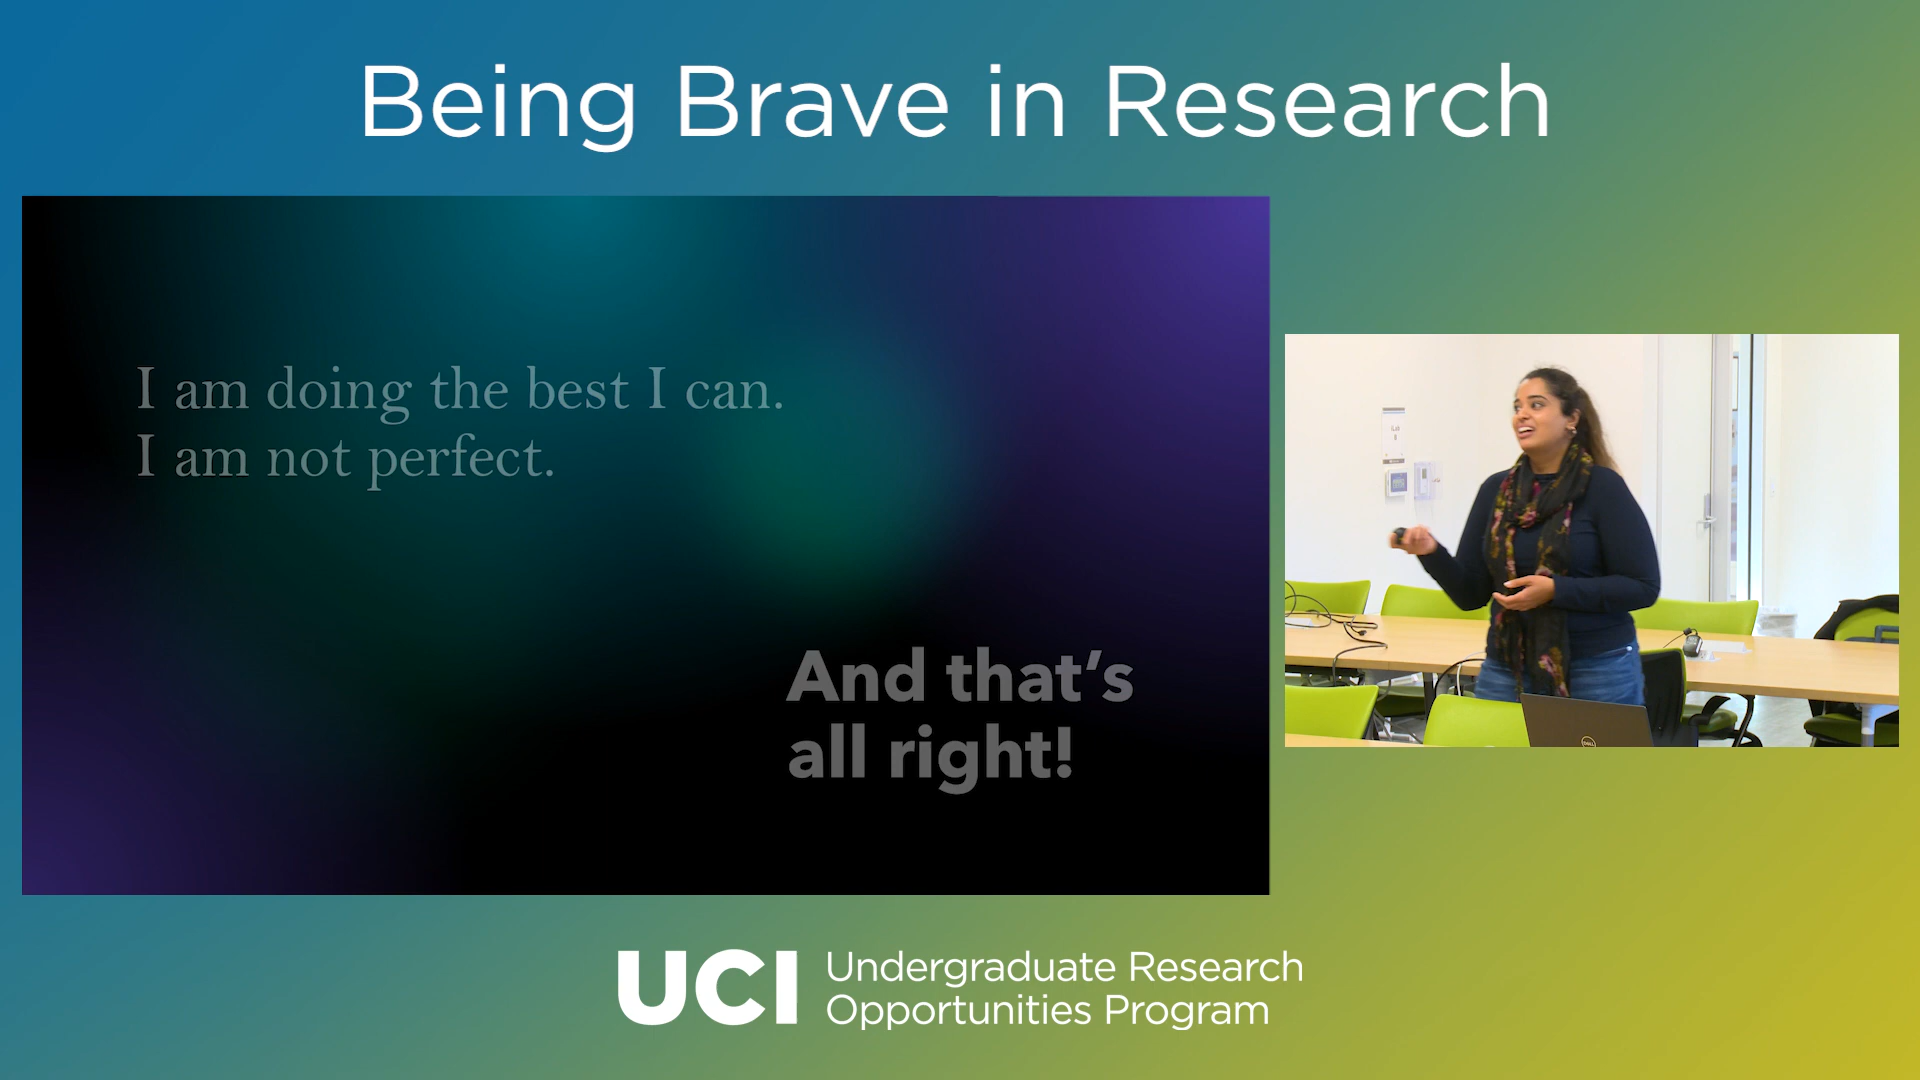 Being Brave in Research
I am doing the best I can.
I am not perfect.
And that’s
all right!
UCI
Undergraduate Research
Opportunities Program
DELL